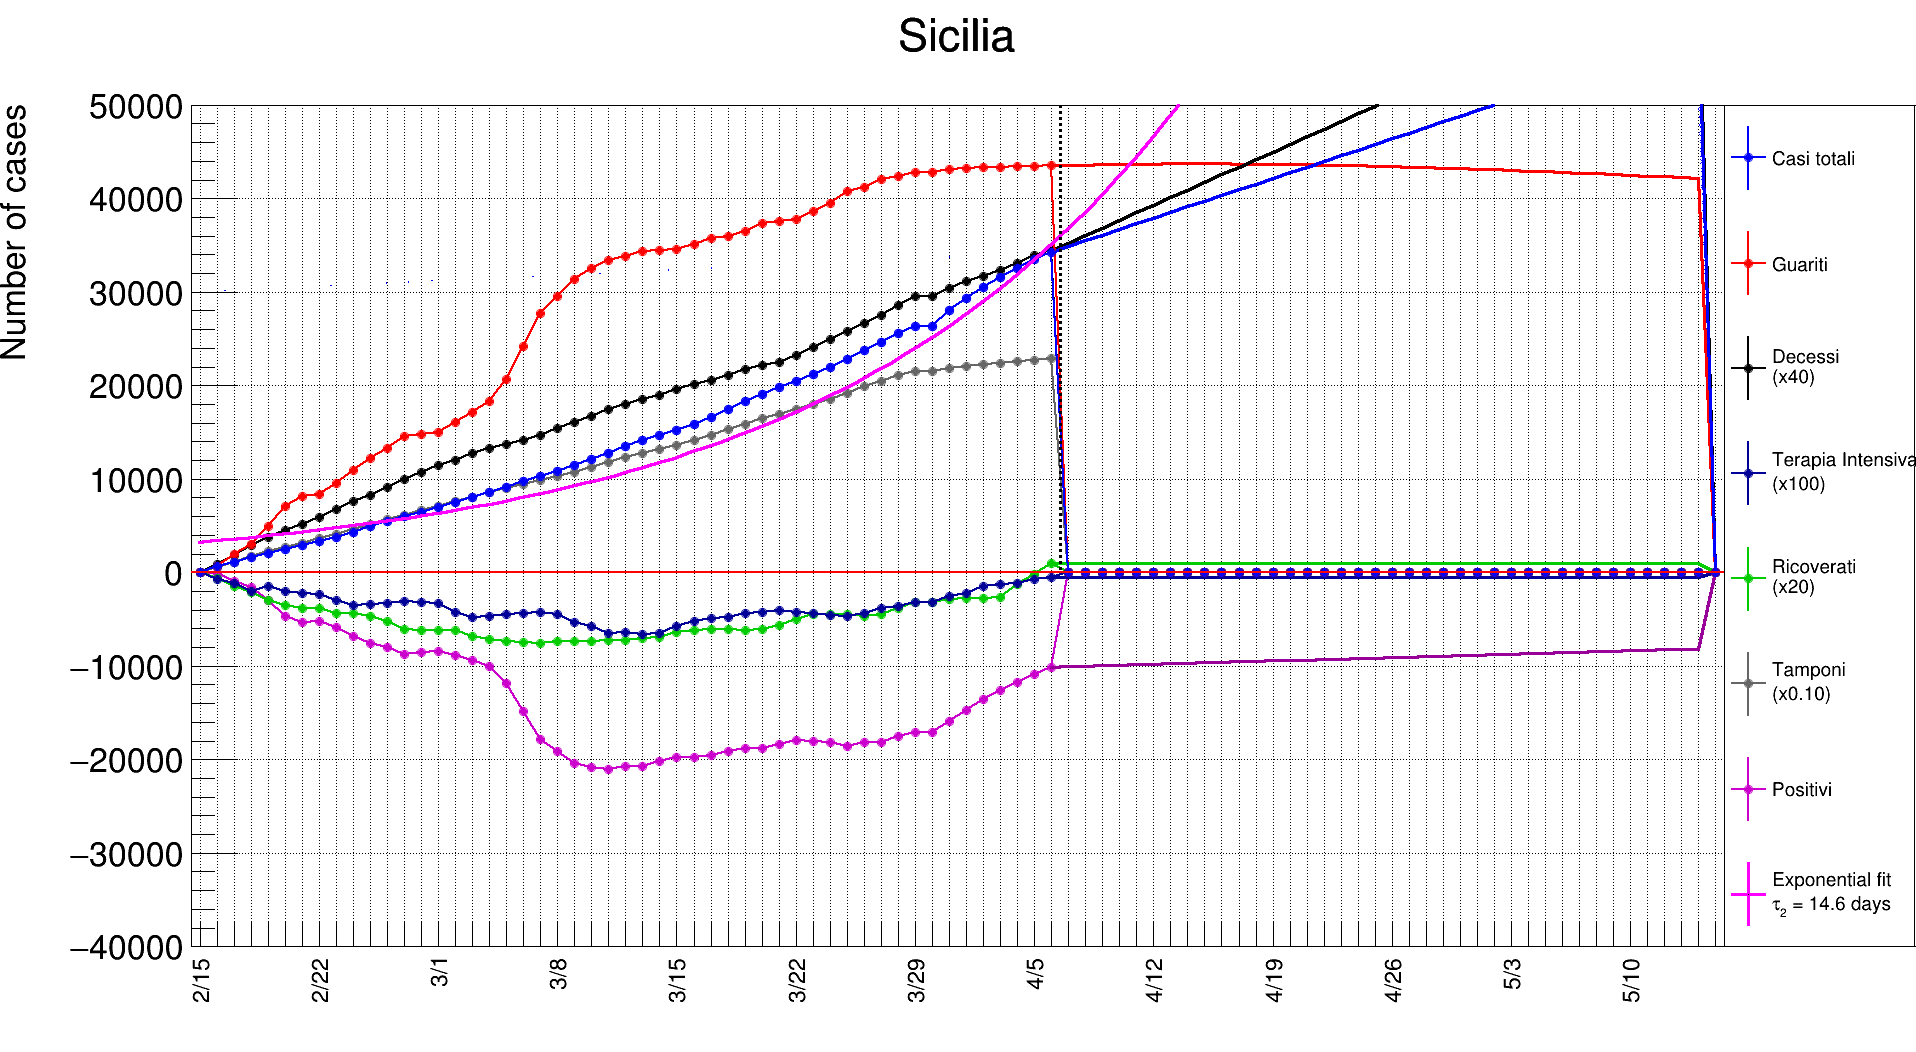 Sicilia
Number of cases
50000
40000
30000
20000
10000
0
−10000
−20000
−30000
−40000
2/15
2/22
3/1
3/8
3/15
3/22
3/29
4/5
4/12
4/19
4/26
5/3
5/10
Casi totali
Guariti
Decessi
(x40)
Terapia Intensiva
(x100)
Ricoverati
(x20)
Tamponi
(x0.10)
Positivi
Exponential fit
τ2 = 14.6 days